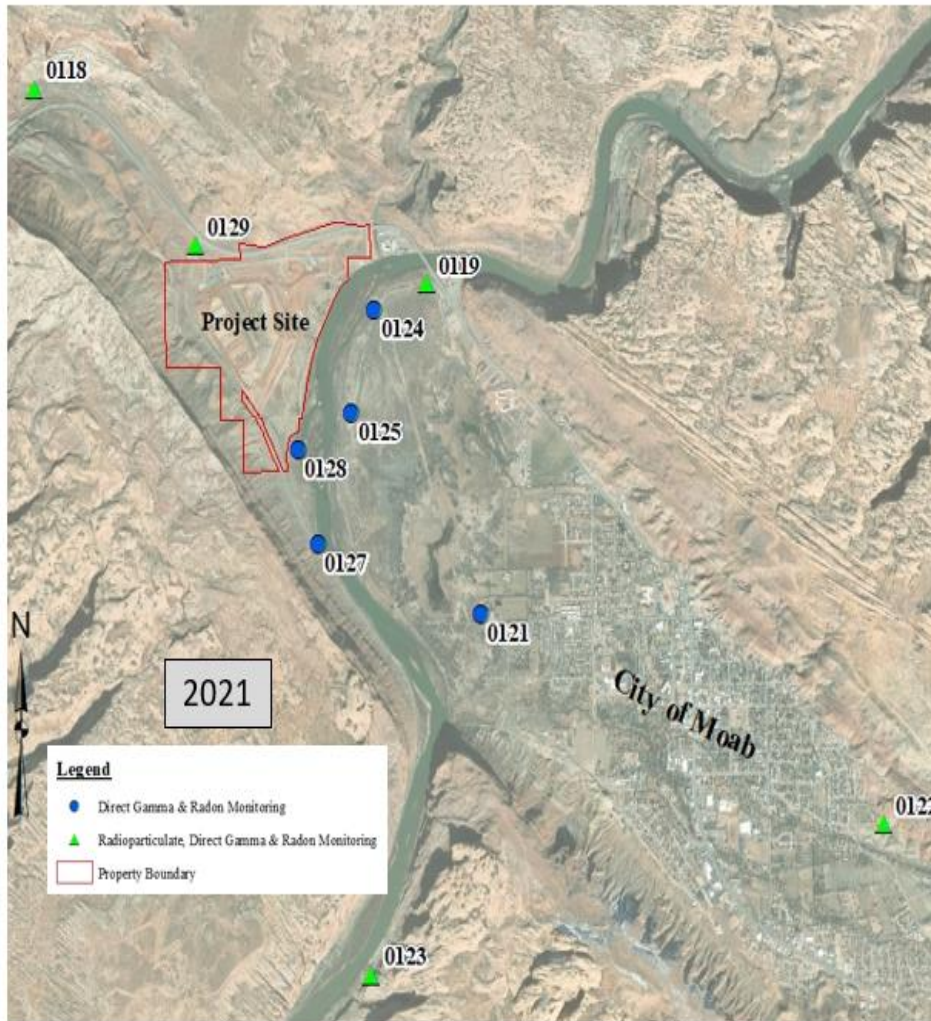 0118
0129
0119
Project Site
0124
0125
0128
0127
0121
N
2021
City of Moab
Legend
Direct Gamma & Radon Monitoring
Radioparticulate, Direct Gamma & Radon Monitoring
Property Boundary
0122
0123